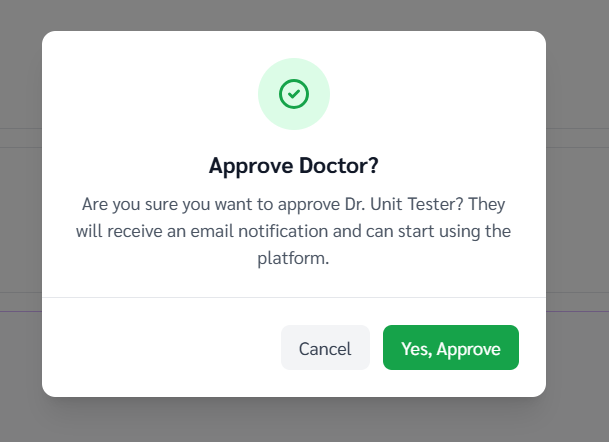 Approve Doctor?
Are you sure you want to approve Dr. Unit Tester? They
will receive an email notification and can start using the
platform.
Cancel
Yes, Approve